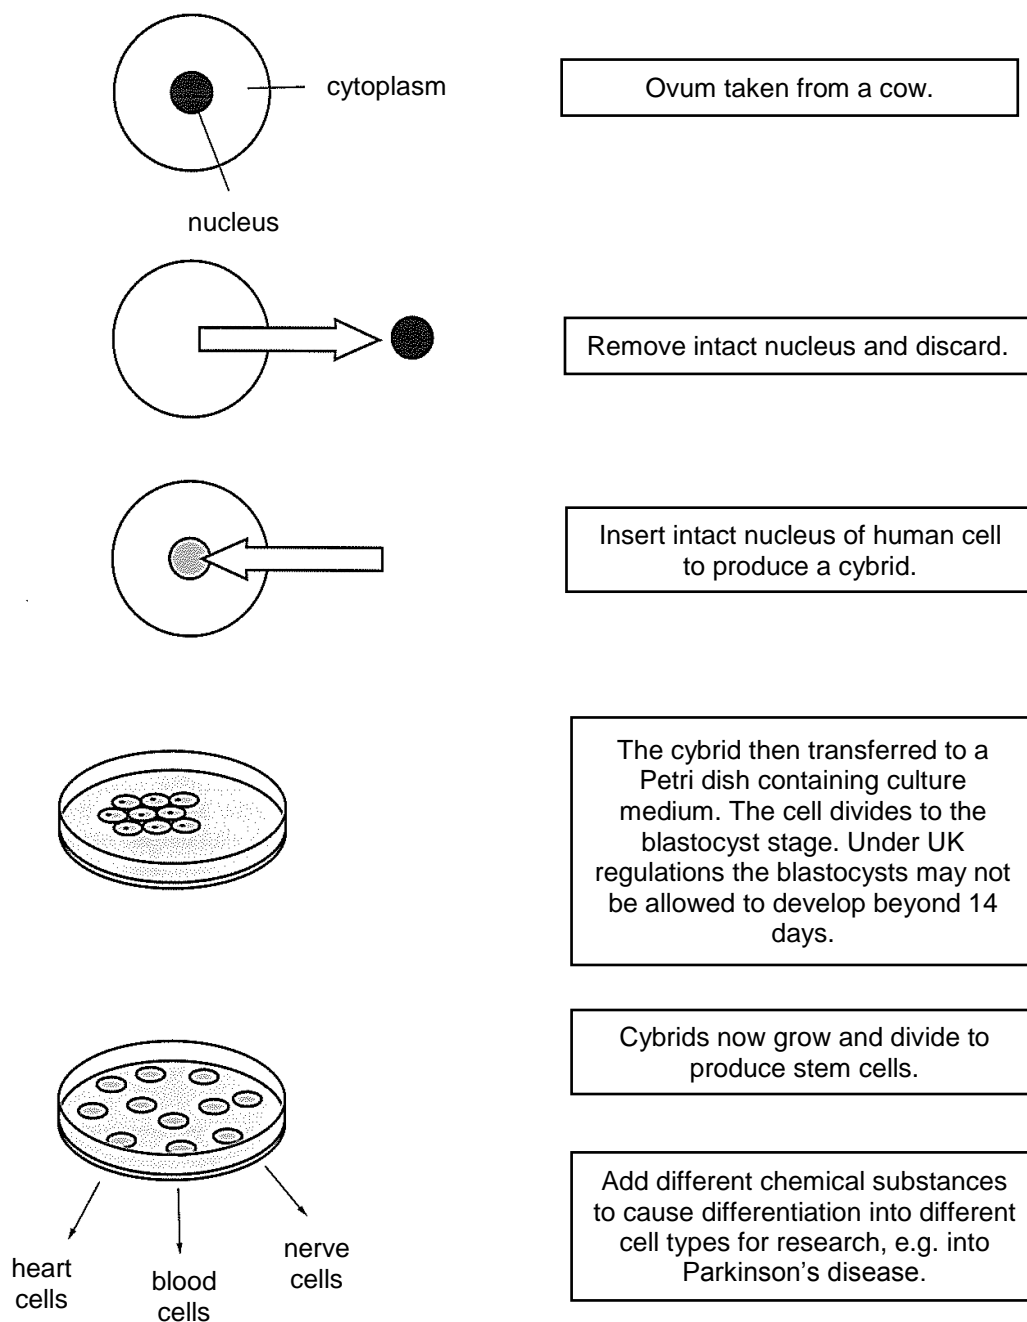 cytoplasm
nucleus
Ovum taken from a cow.
Remove intact nucleus and discard.
Insert intact nucleus of human cell
to produce a cybrid.
The cybrid then transferred to a
Petri dish containing culture
medium. The cell divides to the
blastocyst stage. Under UK
regulations the blastocysts may not
be allowed to develop beyond 14
days.
Cybrids now grow and divide to
produce stem cells.
Add different chemical substances
to cause differentiation into different
cell types for research, e.g. into
Parkinson's disease.
heart
cells
blood
cells
nerve
cells